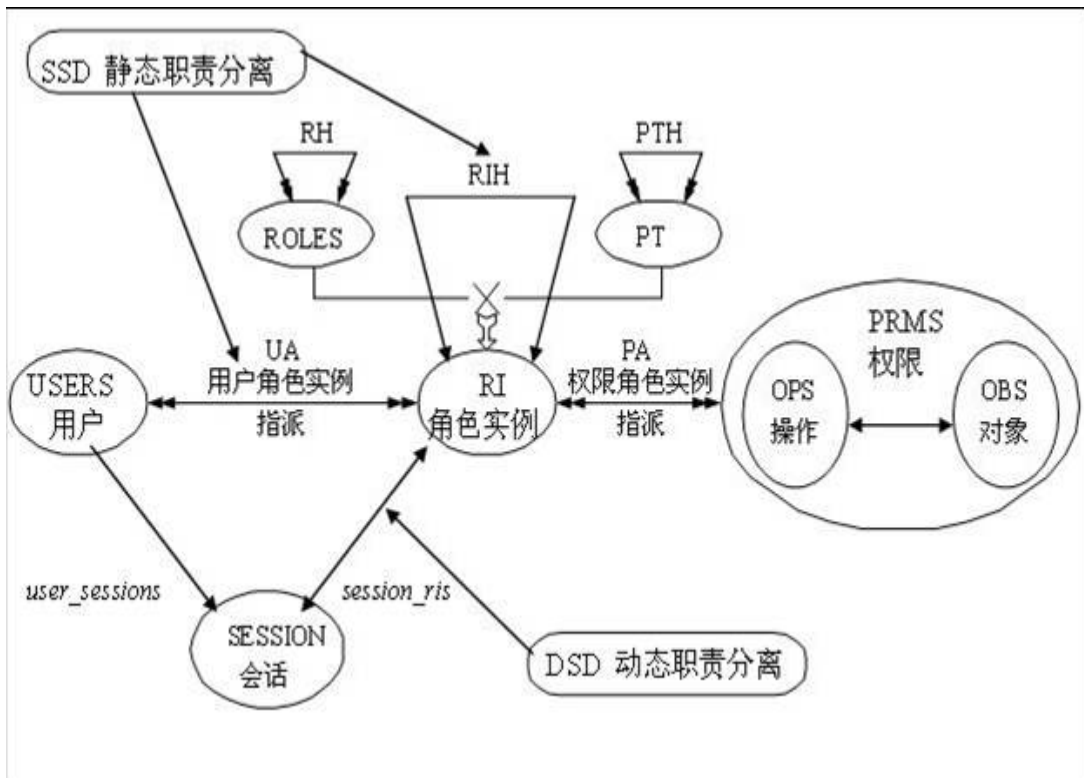 SSD 静态职责分离
RH
PTH
RIH
ROLES
PT
PRMS
权限
UA
用户角色实例
指派
PA
权限角色实例
指派
USERS
用户
RI
角色实例
OPS
操作
OBS
对象
user_sessions
session_ris
SESSION
会话
DSD 动态职责分离